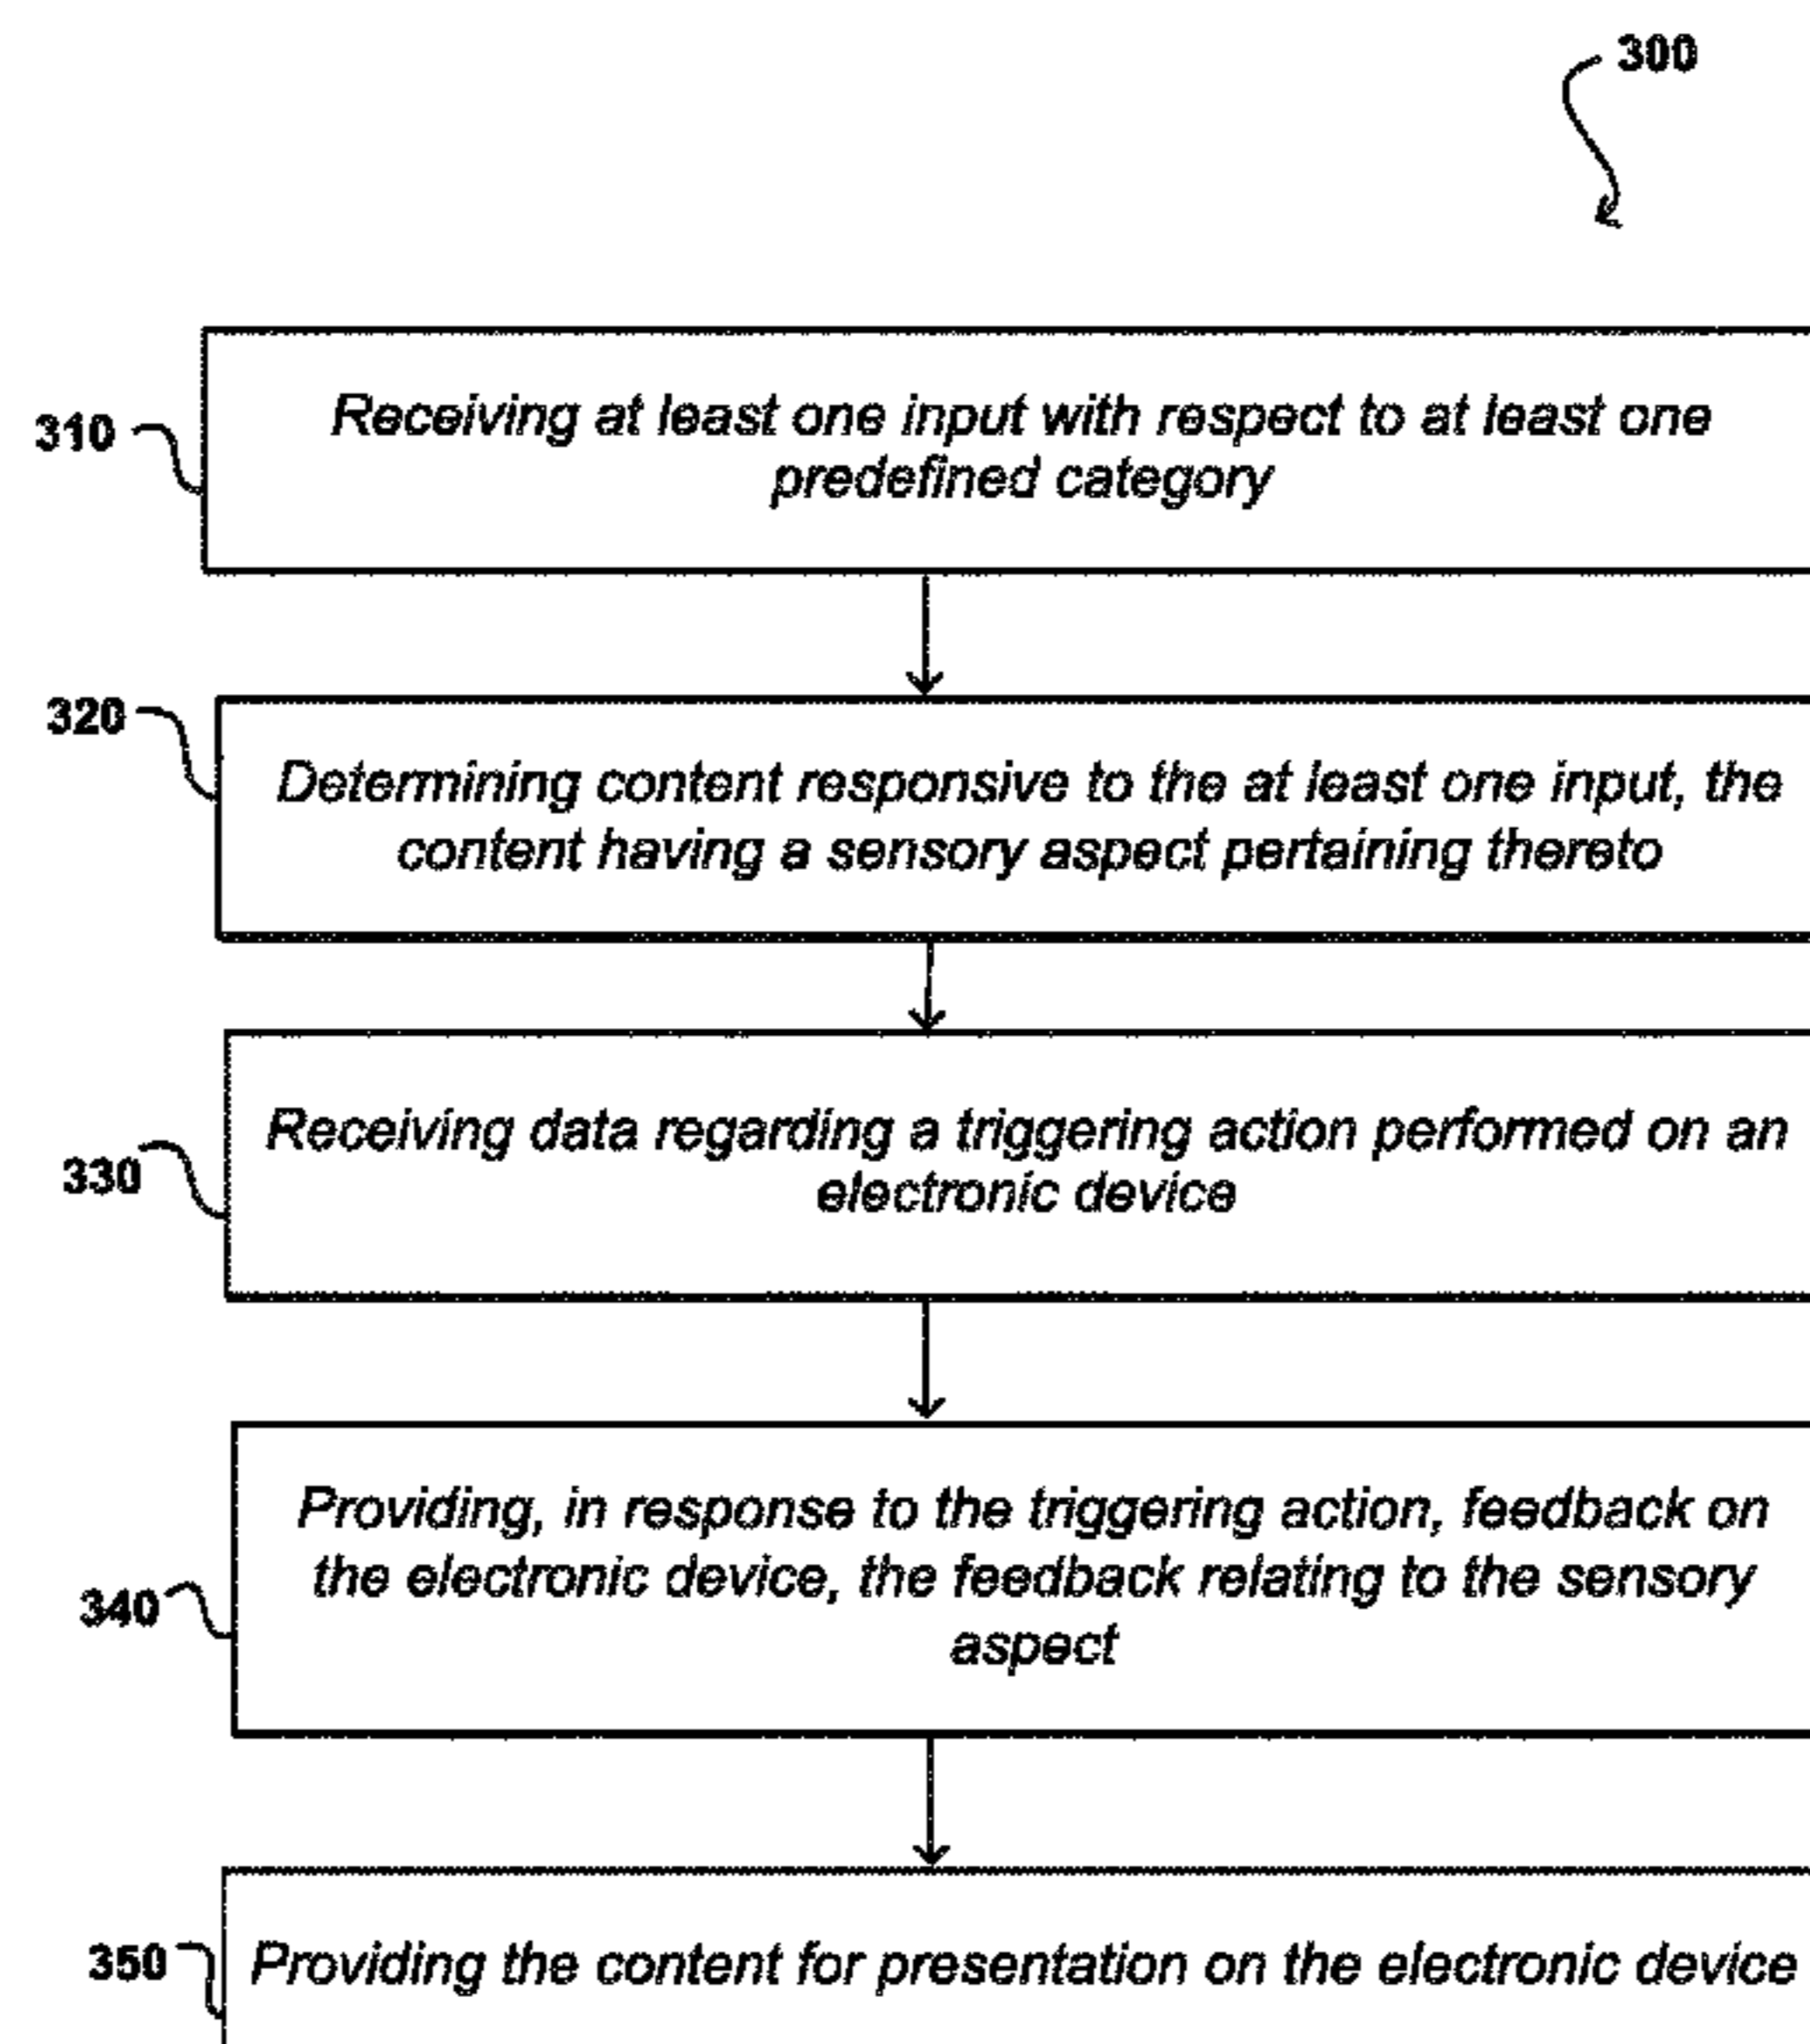 300
310
Receiving at least one input with respect to at least one
predefined category
320
Determining content responsive to the at least one input, the
content having a sensory aspect pertaining thereto
330
Receiving data regarding a triggering action performed on an
electronic device
340
Providing, in response to the triggering action, feedback on
the electronic device, the feedback relating to the sensory
aspect
350
Providing the content for presentation on the electronic device